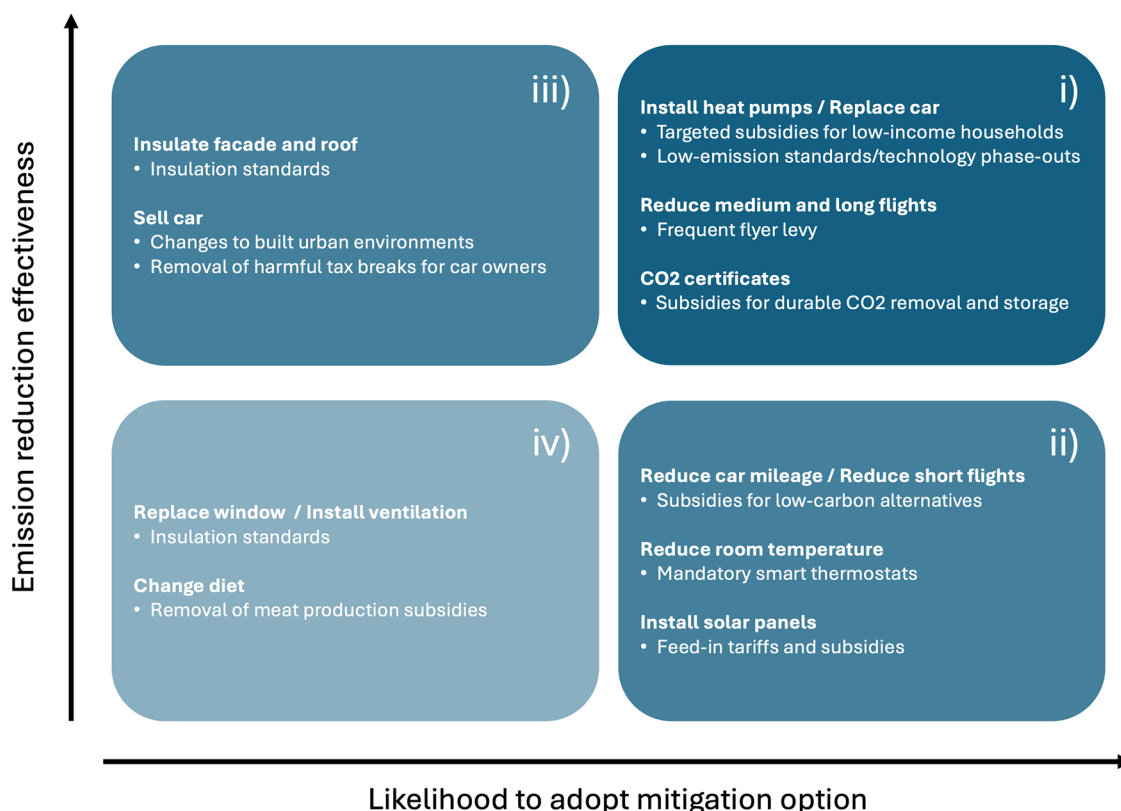 Emission reduction effectiveness
iii)
Insulate facade and roof
• Insulation standards
Sell car
• Changes to built urban environments
• Removal of harmful tax breaks for car owners
i)
Install heat pumps / Replace car
• Targeted subsidies for low-income households
• Low-emission standards/technology phase-outs
Reduce medium and long flights
• Frequent flyer levy
CO2 certificates
• Subsidies for durable CO2 removal and storage
iv)
Replace window / Install ventilation
• Insulation standards
Change diet
• Removal of meat production subsidies
ii)
Reduce car mileage / Reduce short flights
• Subsidies for low-carbon alternatives
Reduce room temperature
• Mandatory smart thermostats
Install solar panels
• Feed-in tariffs and subsidies
Likelihood to adopt mitigation option